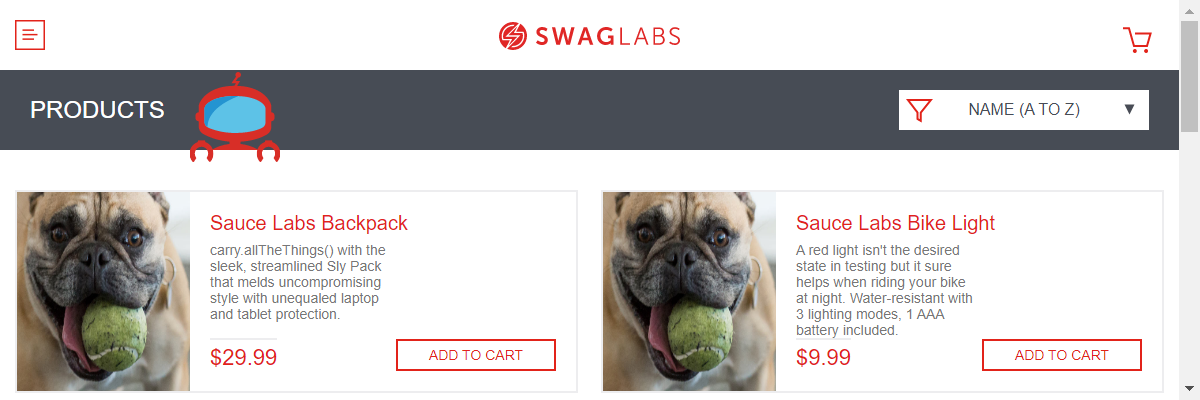 SWAGLABS
PRODUCTS
NAME (A TO Z)
Sauce Labs Backpack
carry.allTheThings() with the
sleek, streamlined Sly Pack
that melds uncompromising
style with unequaled laptop
and tablet protection.
$29.99
ADD TO CART
Sauce Labs Bike Light
A red light isn't the desired
state in testing but it sure
helps when riding your bike
at night. Water-resistant with
3 lighting modes, 1 AAA
battery included.
$9.99
ADD TO CART